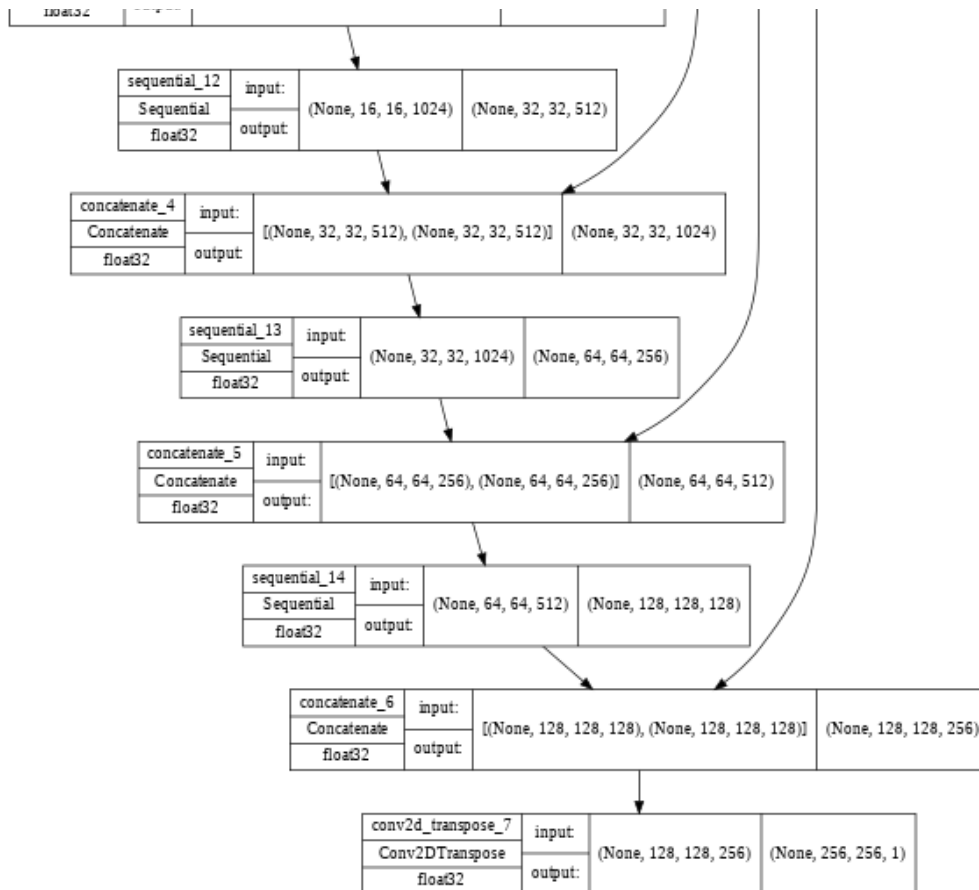 float32
sequential_12
Sequential
float32
input:
output:
(None, 16, 16, 1024)
(None, 32, 32, 512)
concatenate_4
Concatenate
float32
input:
output:
[(None, 32, 32, 512), (None, 32, 32, 512)]
(None, 32, 32, 1024)
sequential_13
Sequential
float32
input:
output:
(None, 32, 32, 1024)
(None, 64, 64, 256)
concatenate_5
Concatenate
float32
input:
output:
[(None, 64, 64, 256), (None, 64, 64, 256)]
(None, 64, 64, 512)
sequential_14
Sequential
float32
input:
output:
(None, 64, 64, 512)
(None, 128, 128, 128)
concatenate_6
Concatenate
float32
input:
output:
[(None, 128, 128, 128), (None, 128, 128, 128)]
(None, 128, 128, 256)
conv2d_transpose_7
Conv2DTranspose
float32
input:
output:
(None, 128, 128, 256)
(None, 256, 256, 1)